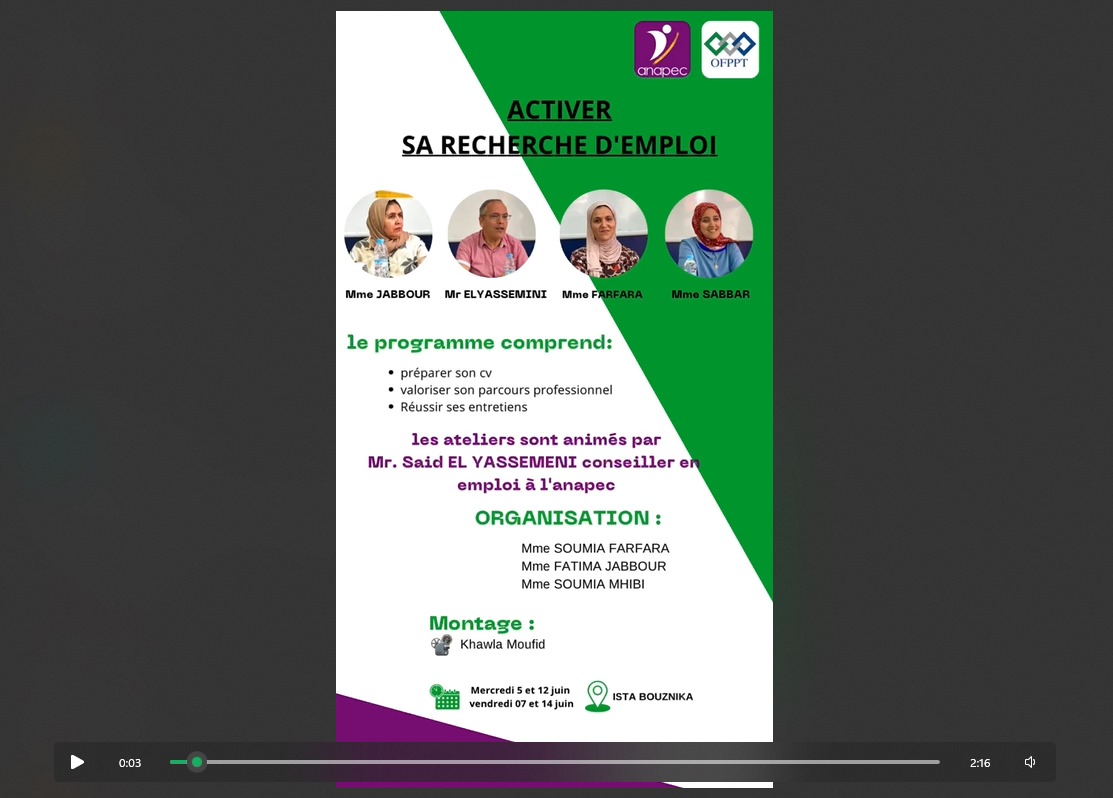 anapec
OFPPT
ACTIVER
SA RECHERCHE D'EMPLOI
Mme JABBOUR
Mr ELYASSEMINI
Mme FARFARA
Mme SABBAR
le programme comprend:
• préparer son cv
• valoriser son parcours professionnel
• Réussir ses entretiens
les ateliers sont animés par
Mr. Said EL YASSEMENI conseiller en
emploi à l'anapec
ORGANISATION :
Mme SOUMIA FARFARA
Mme FATIMA JABBOUR
Mme SOUMIA MHIBI
Montage :
Khawla Moufid
Mercredi 5 et 12 juin
vendredi 07 et 14 juin
ISTA BOUZNIKA
0:03
2:16